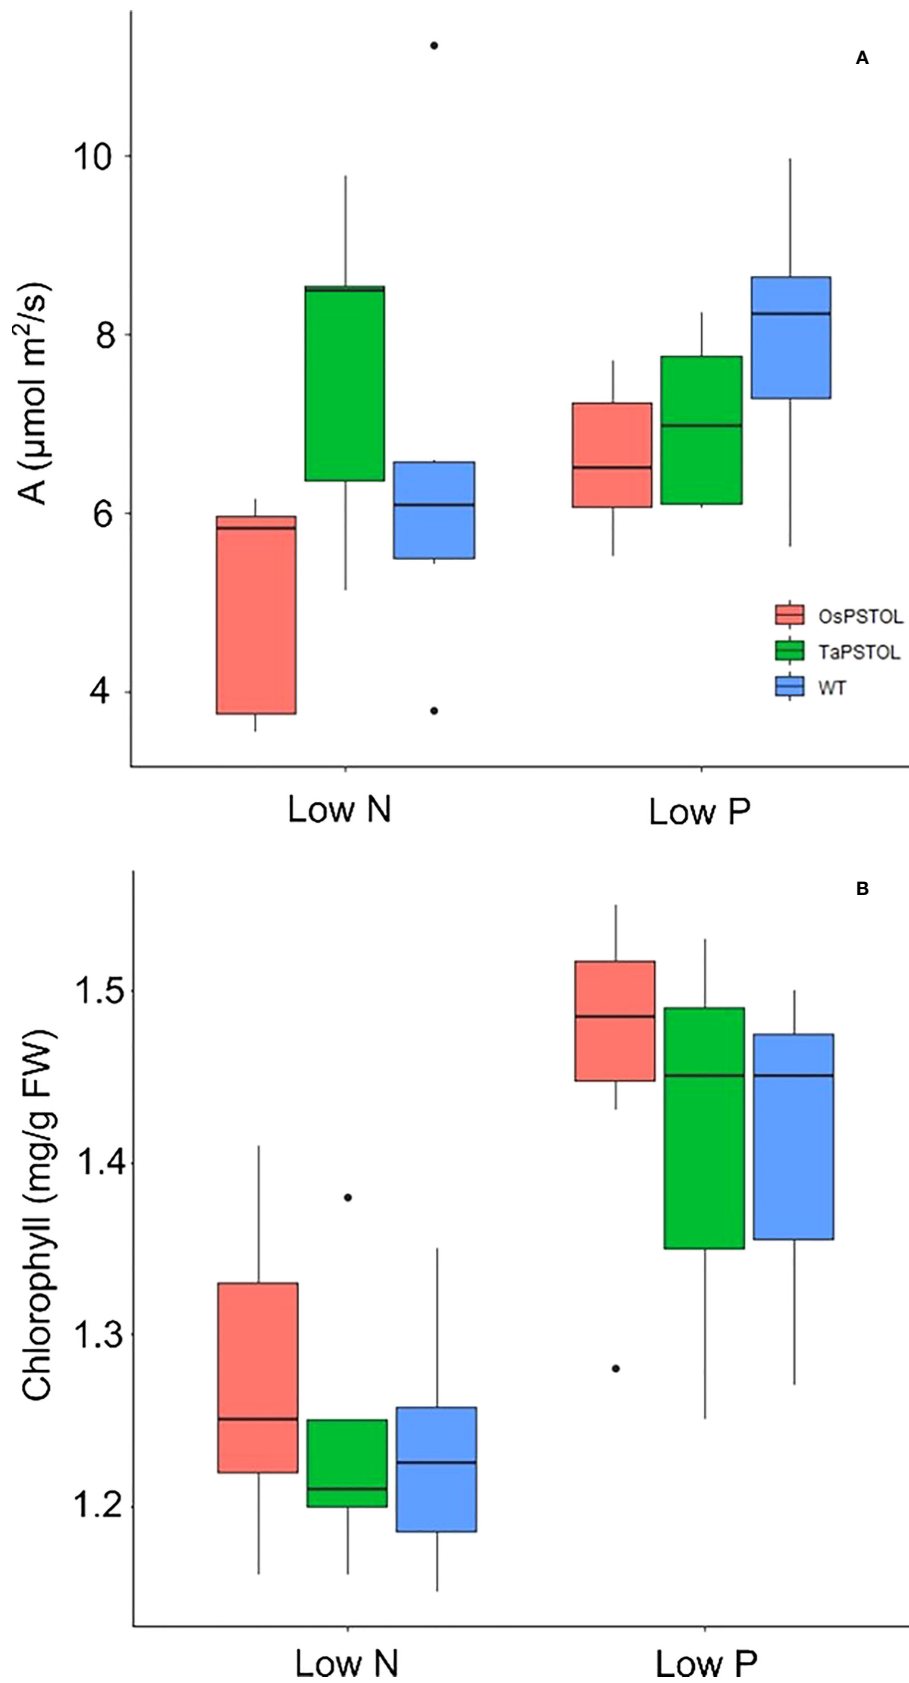 A
10
8
6
4
A (µmol m²/s)
OsPSTOL
TaPSTOL
WT
Low N Low P
B
1.5
1.4
1.3
1.2
Chlorophyll (mg/g FW)
Low N Low P